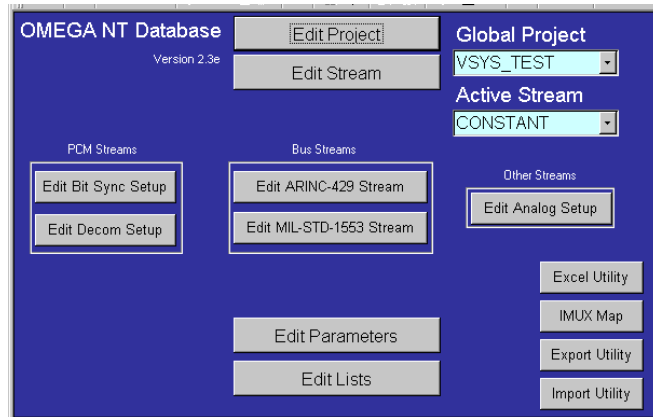 OMEGA NT Database
Version 2.3e
Edit Project
Edit Stream
Global Project
VSYS_TEST
Active Stream
CONSTANT
PCM Streams
Edit Bit Sync Setup
Edit Decom Setup
Bus Streams
Edit ARINC-429 Stream
Edit MIL-STD-1553 Stream
Other Streams
Edit Analog Setup
Edit Parameters
Edit Lists
Excel Utility
IMUX Map
Export Utility
Import Utility